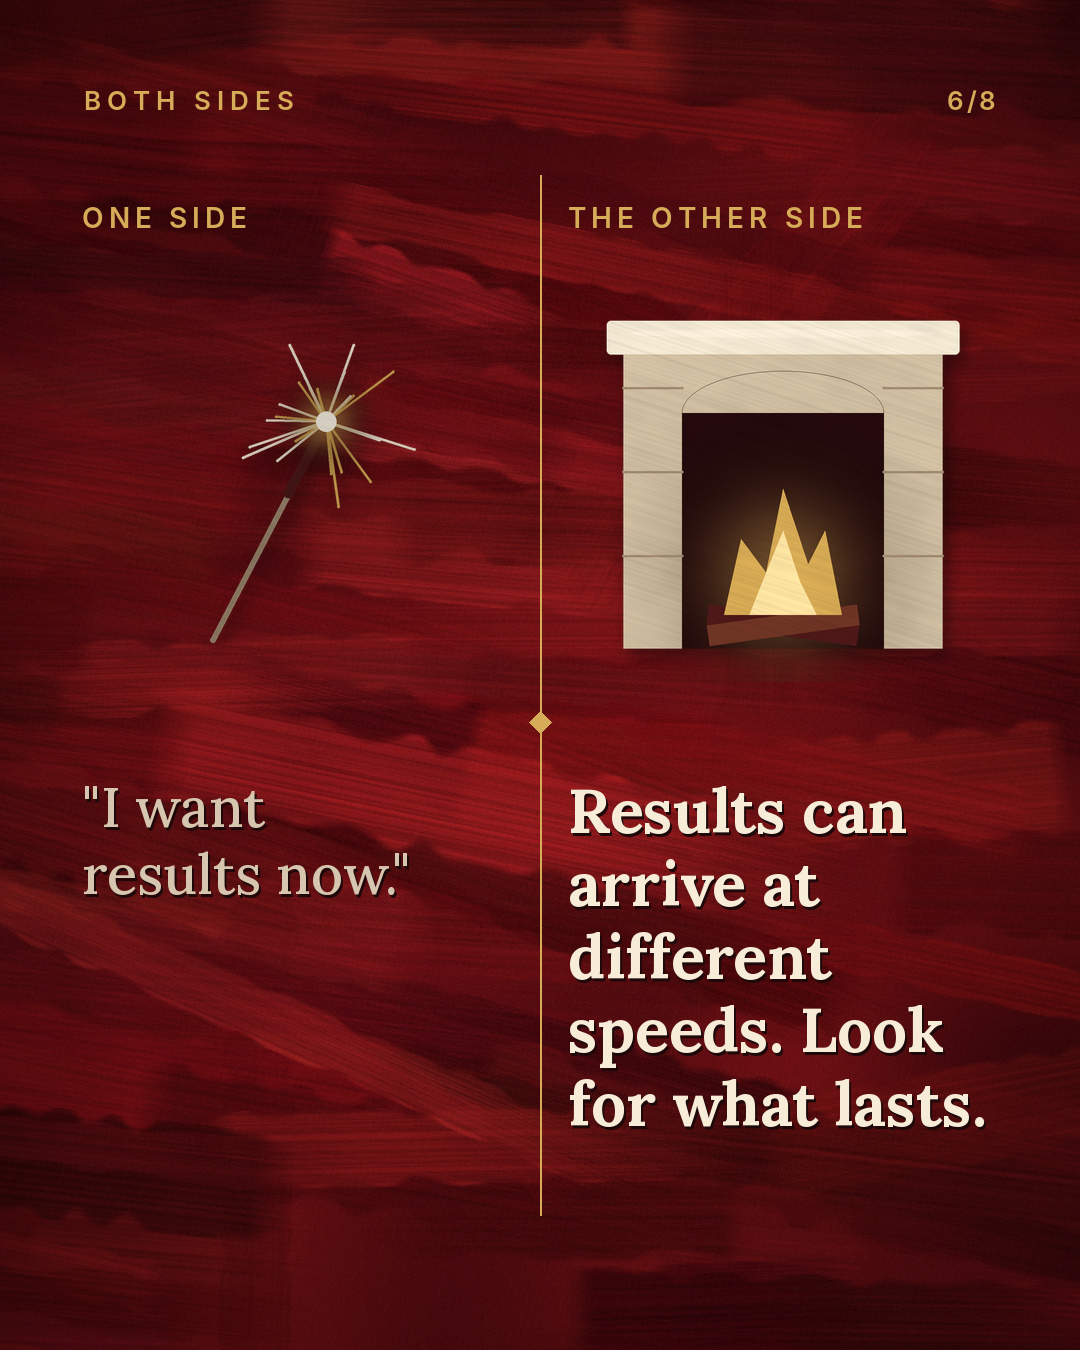 BOTH SIDES
6/8
ONE SIDE
"I want
results now."
THE OTHER SIDE
Results can
arrive at
different
speeds. Look
for what lasts.